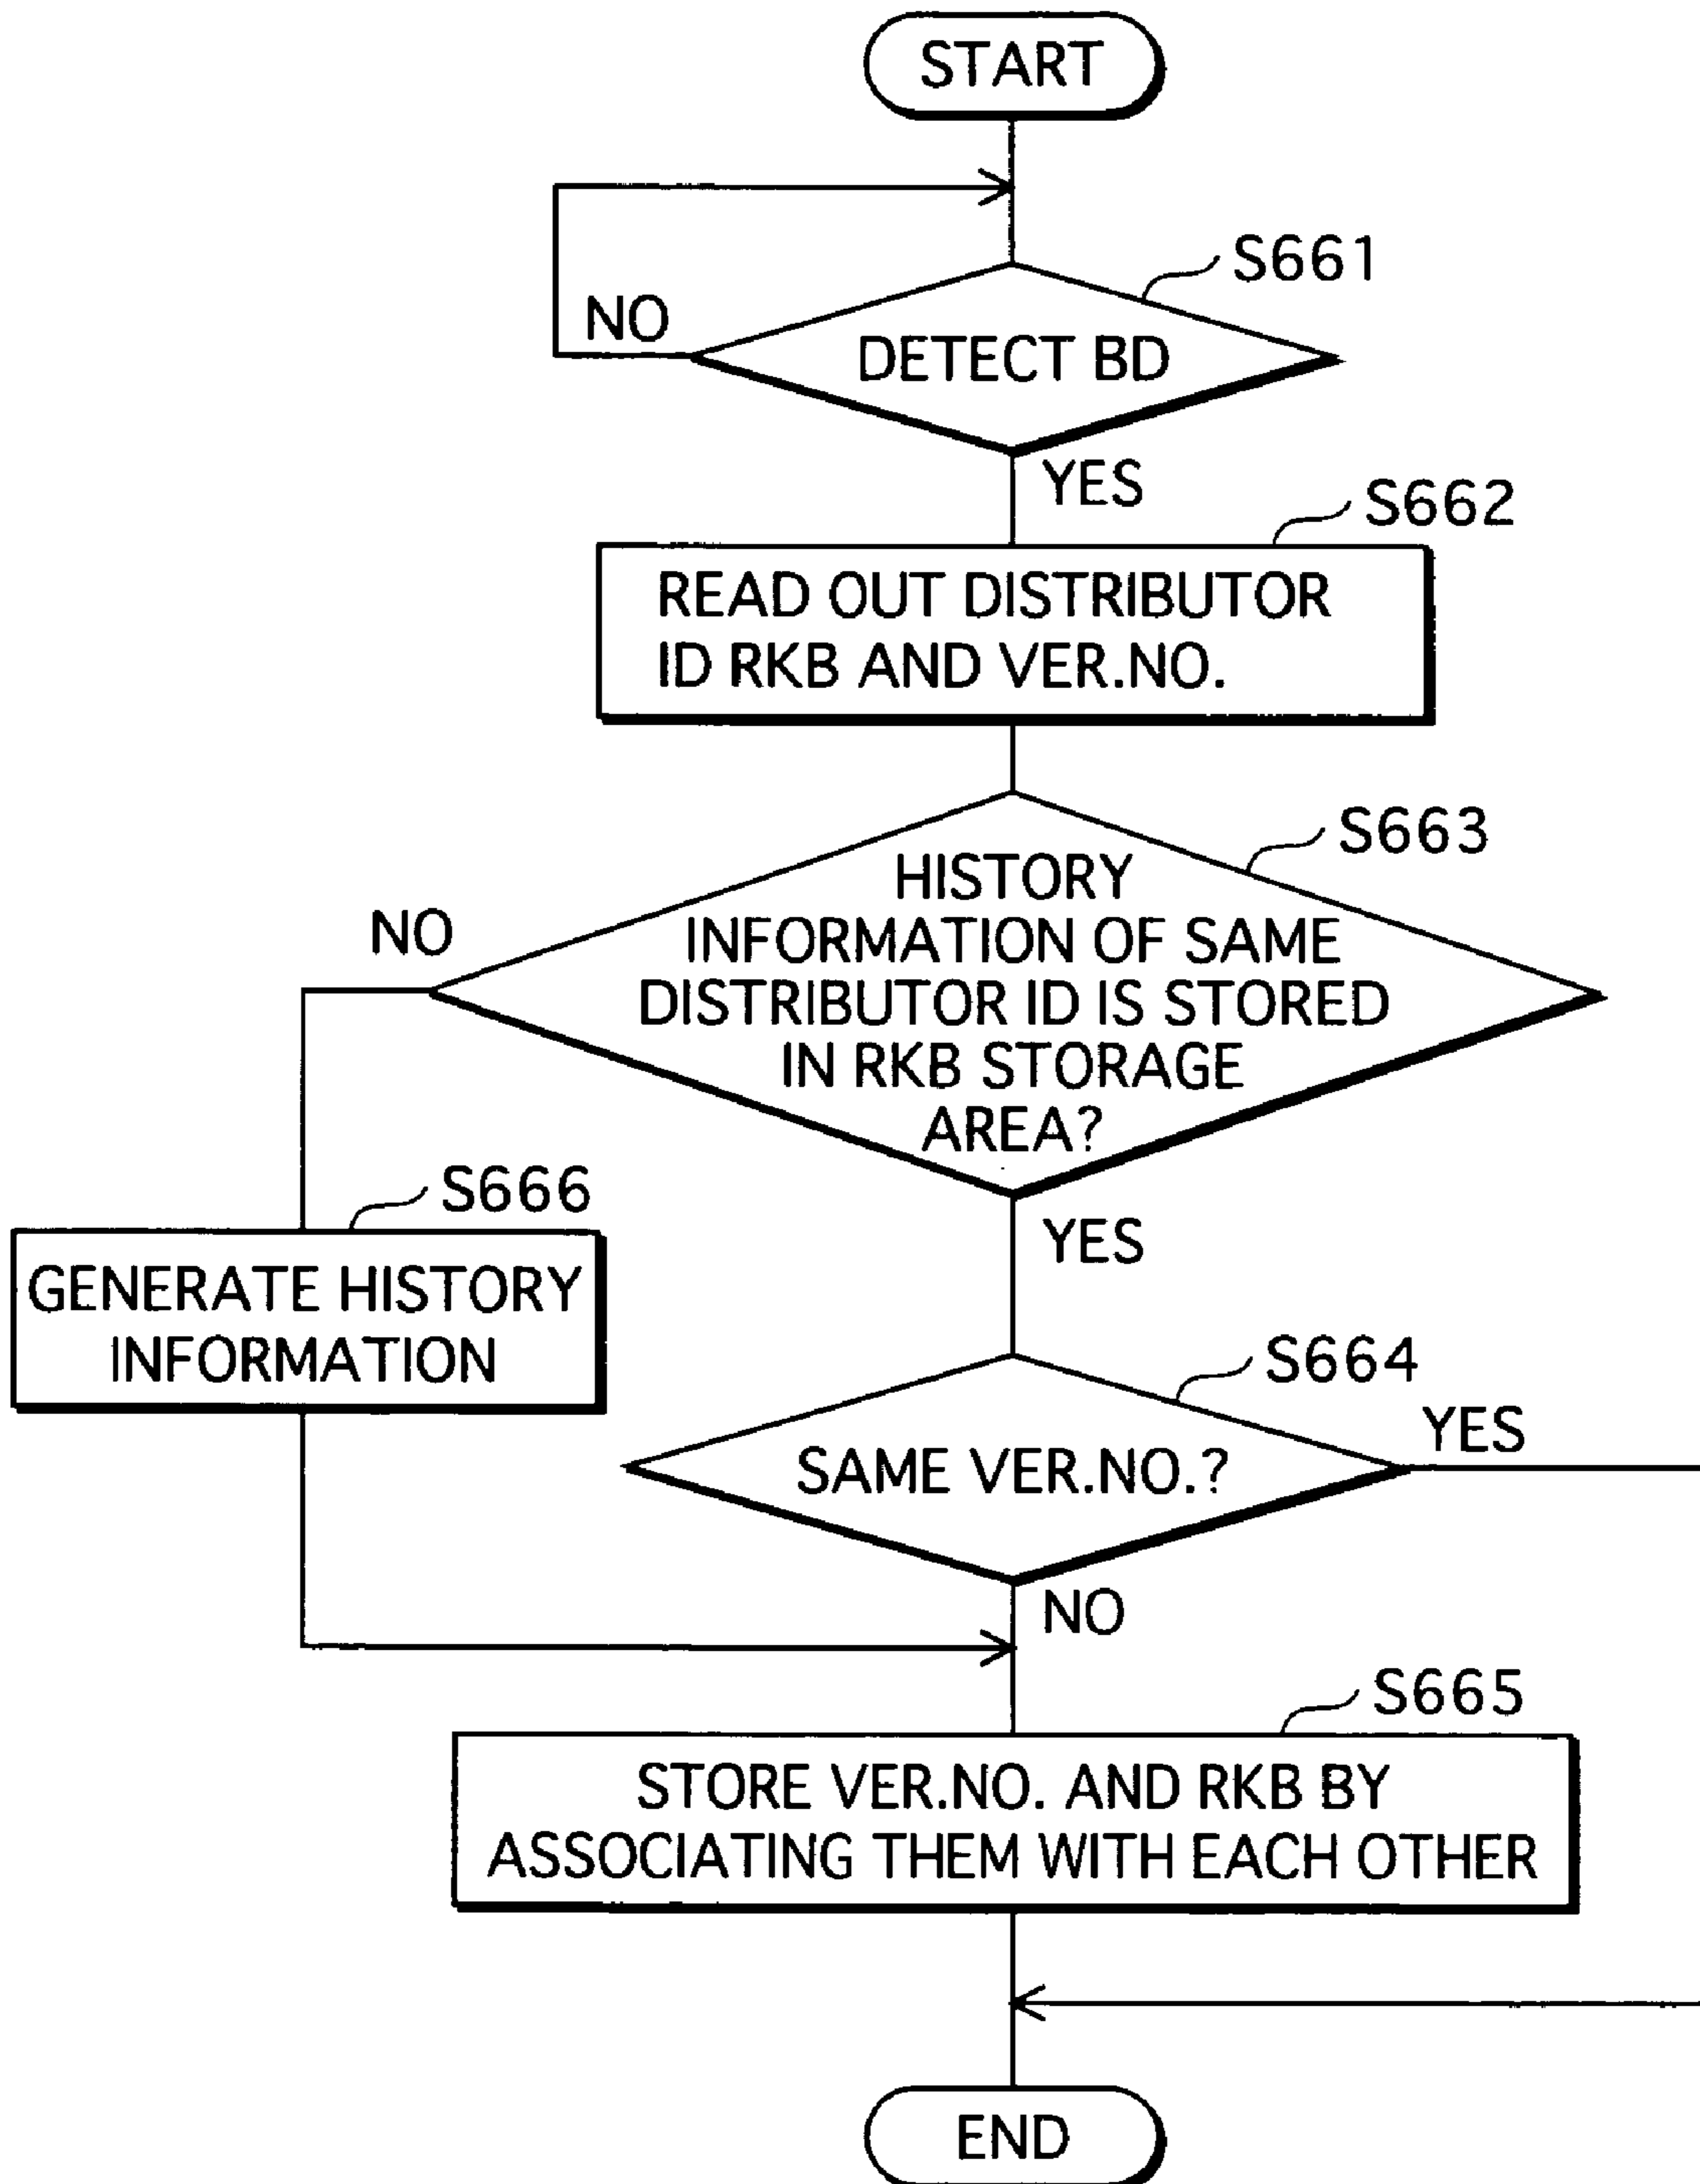 START
S661
NO
DETECT BD
YES
S662
READ OUT DISTRIBUTOR
ID RKB AND VER.NO.
S663
HISTORY
NO
INFORMATION OF SAME
DISTRIBUTOR ID IS STORED
IN RKB STORAGE
AREA?
S666
YES
GENERATE HISTORY
INFORMATION
S664
YES
SAME VER.NO.?
NO
S665
STORE VER.NO. AND RKB BY
ASSOCIATING THEM WITH EACH OTHER
END